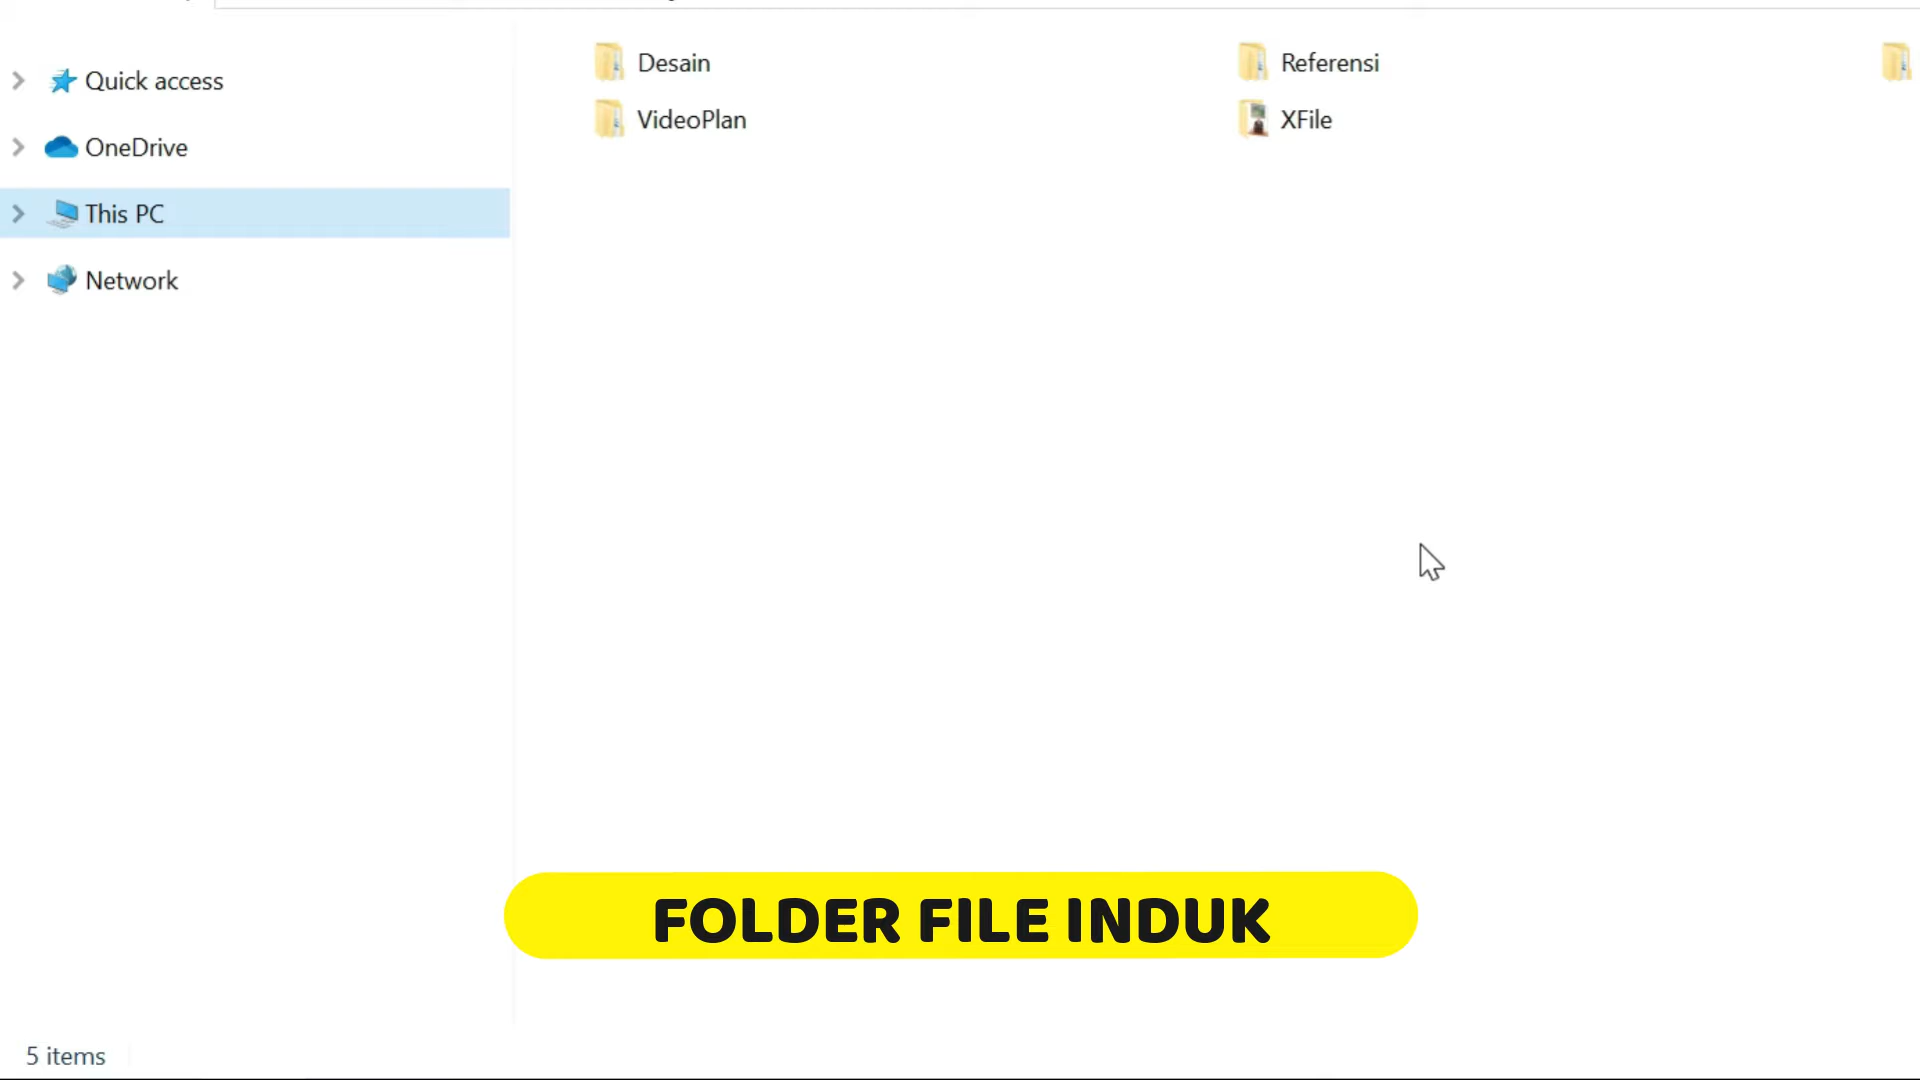 Quick access
OneDrive
This PC
Network
Desain
Referensi
VideoPlan
XFile
FOLDER FILE INDUK
5 items